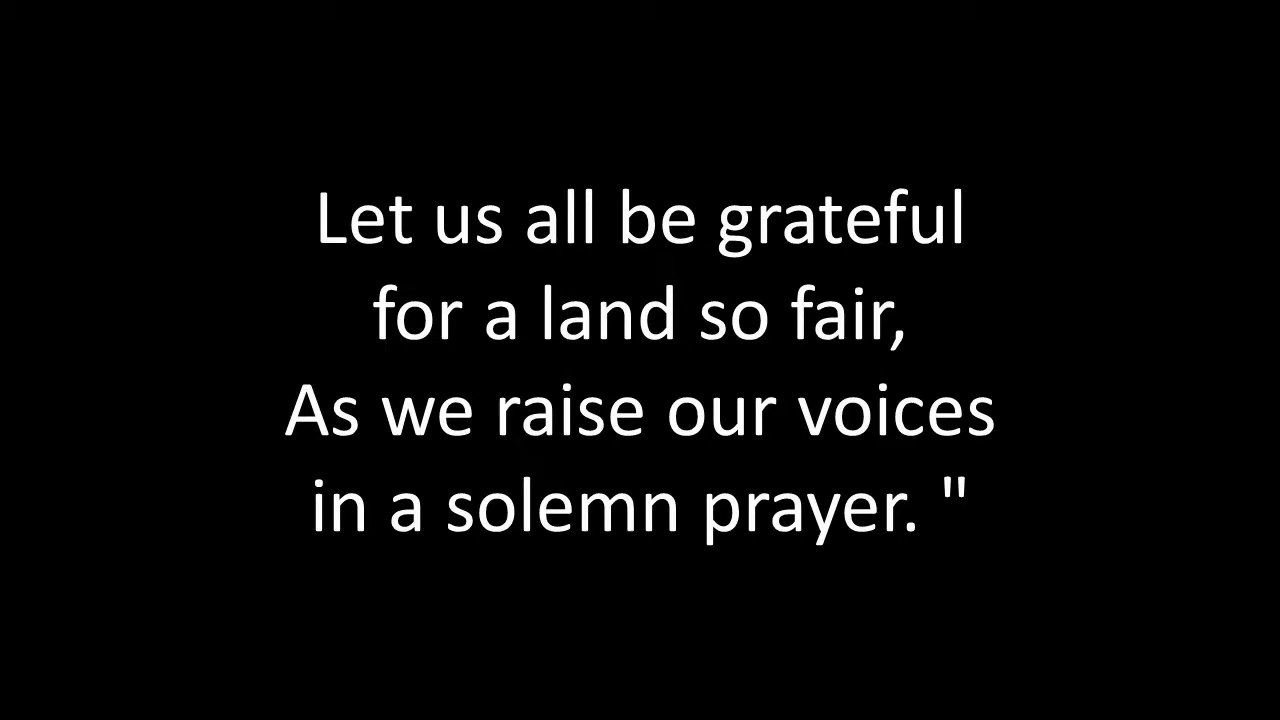 Let us all be grateful
for a land so fair,
As we raise our voices
in a solemn prayer. "